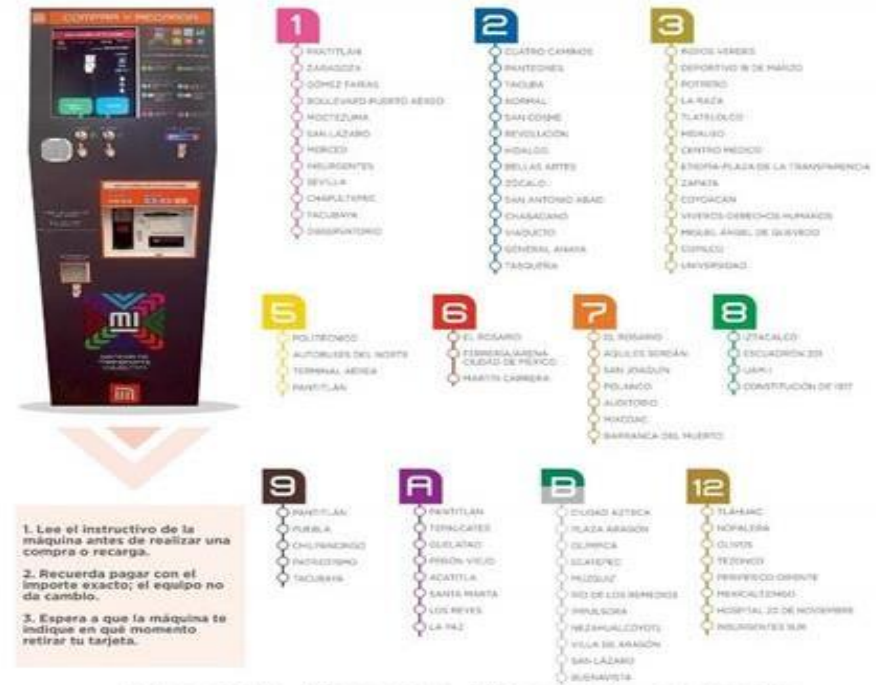 COMPRA Y RECARGA
MI
1
PANTITLÁN
ZARAGOZA
GÓMEZ FARÍAS
BOULEVARD PUERTO AÉREO
MOCTEZUMA
SAN LÁZARO
MERCED
INSURGENTES
SEVILLA
CHAPULTEPEC
TACUBAYA
OBSERVATORIO
2
CUATRO CAMINOS
PANTEONES
TACUBA
NORMAL
SAN COSME
REVOLUCIÓN
HIDALGO
BELLAS ARTES
ZÓCALO
SAN ANTONIO ABAD
CHABACANO
VIADUCTO
GENERAL ANAYA
TASQUEÑA
3
INDIOS VERDES
DEPORTIVO 18 DE MARZO
POTRERO
LA RAZA
TLATELOLCO
HIDALGO
CENTRO MÉDICO
ETIOPÍA-PLAZA DE LA TRANSPARENCIA
ZAPATA
COYOACÁN
VIVEROS-DERECHOS HUMANOS
MIGUEL ÁNGEL DE QUEVEDO
COPILCO
UNIVERSIDAD
5
POLITÉCNICO
AUTOBUSES DEL NORTE
TERMINAL AÉREA
PANTITLÁN
6
EL ROSARIO
FERRERÍA/ARENA
CIUDAD DE MÉXICO
MARTÍN CARRERA
7
EL ROSARIO
AQUILES SERDÁN
SAN JOAQUÍN
POLANCO
AUDITORIO
MIXCOAC
BARRANCA DEL MUERTO
8
IZTACALCO
ESCUADRÓN 201
UAM-I
CONSTITUCIÓN DE 1917
9
PANTITLÁN
PUEBLA
CHILPANCINGO
PATRIOTISMO
TACUBAYA
A
PANTITLÁN
TEPALCATES
GUELATAO
PEÑÓN VIEJO
ACATITLA
SANTA MARTA
LOS REYES
LA PAZ
B
CIUDAD AZTECA
PLAZA ARAGÓN
OLÍMPICA
ECATEPEC
MÚZQUIZ
RÍO DE LOS REMEDIOS
IMPULSORA
NEZAHUALCÓYOTL
VILLA DE ARAGÓN
SAN LÁZARO
BUENAVISTA
12
TLÁHUAC
NOPALERA
OLIVOS
TEZONCO
PERIFÉRICO ORIENTE
MEXICALTZINGO
HOSPITAL 20 DE NOVIEMBRE
INSURGENTES SUR
1. Lee el instructivo de la
máquina antes de realizar una
compra o recarga.
2. Recuerda pagar con el
importe exacto; el equipo no
da cambio.
3. Espera a que la máquina te
indique en qué momento
retirar tu tarjeta.